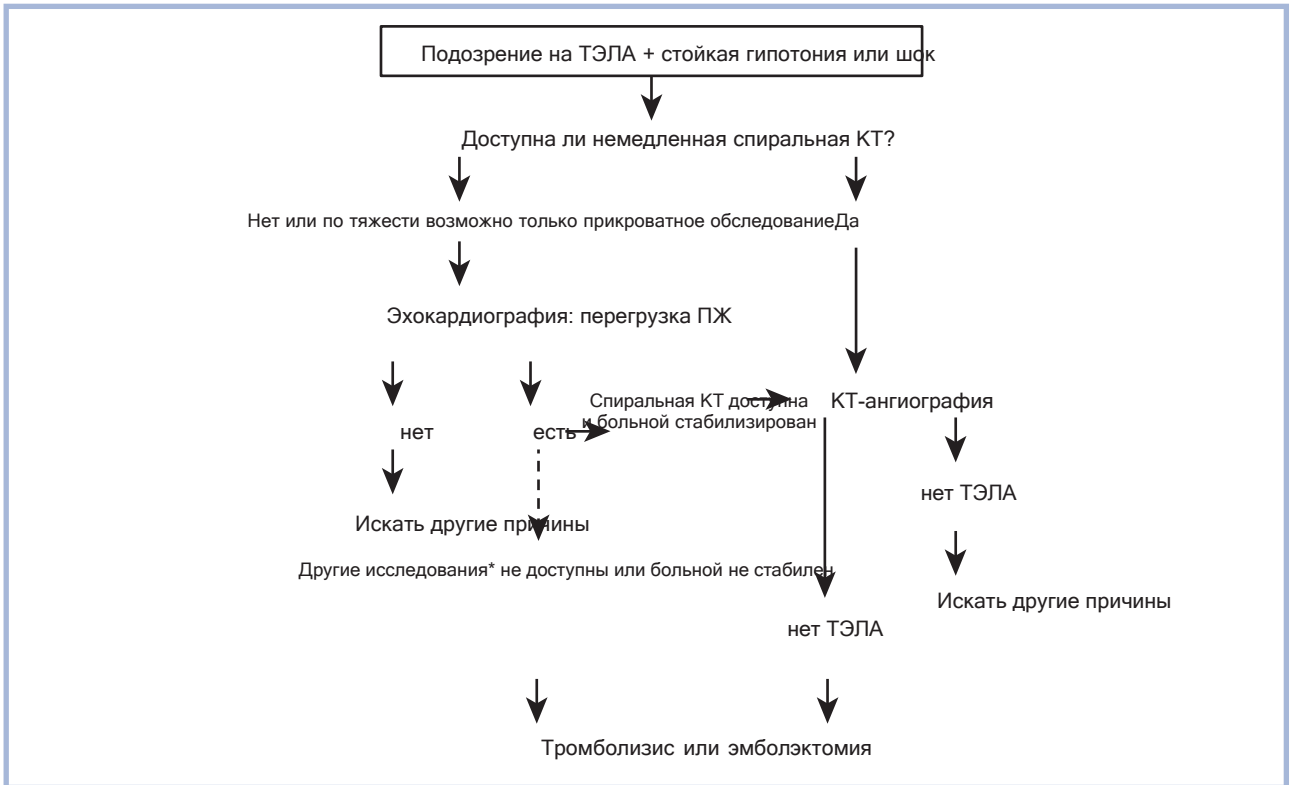 Подозрение на ТЭЛА + стойкая гипотония или шок
Доступна ли немедленная спиральная КТ?
Нет или по тяжести возможно только прикроватное обследование
Да
Эхокардиография: перегрузка ПЖ
Спиральная КТ доступна
и больной стабилизирован
КТ-ангиография
нет
есть
нет ТЭЛА
Искать другие причины
Другие исследования* не доступны или больной не стабилен
Искать другие причины
нет ТЭЛА
Тромболизис или эмболэктомия